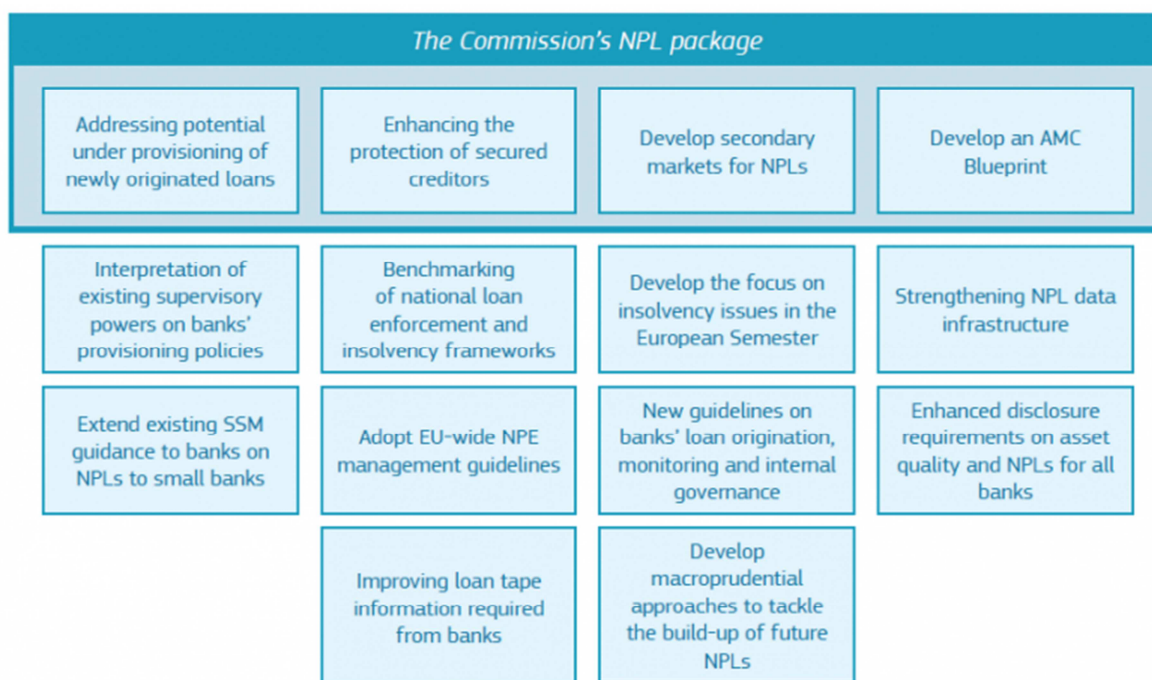 The Commission's NPL package
Addressing potential
under provisioning of
newly originated loans
Enhancing the
protection of secured
creditors
Develop secondary
markets for NPLs
Develop an AMC
Blueprint
Interpretation of
existing supervisory
powers on banks'
provisioning policies
Benchmarking
of national loan
enforcement and
insolvency frameworks
Develop the focus on
insolvency issues in the
European Semester
Strengthening NPL data
infrastructure
Extend existing SSM
guidance to banks on
NPLs to small banks
Adopt EU-wide NPE
management guidelines
New guidelines on
banks' loan origination,
monitoring and internal
governance
Enhanced disclosure
requirements on asset
quality and NPLs for all
banks
Improving loan tape
information required
from banks
Develop
macroprudential
approaches to tackle
the build-up of future
NPLs